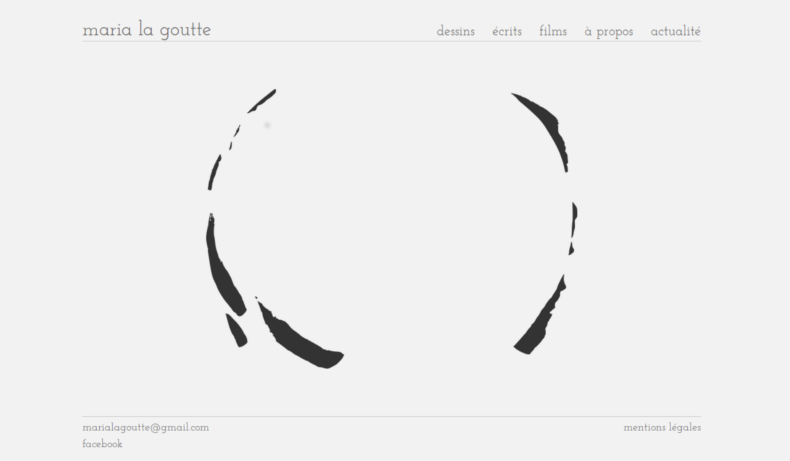 maria la goutte
dessins écrits films à propos actualité
marialagoutte@gmail.com
mentions légales
facebook